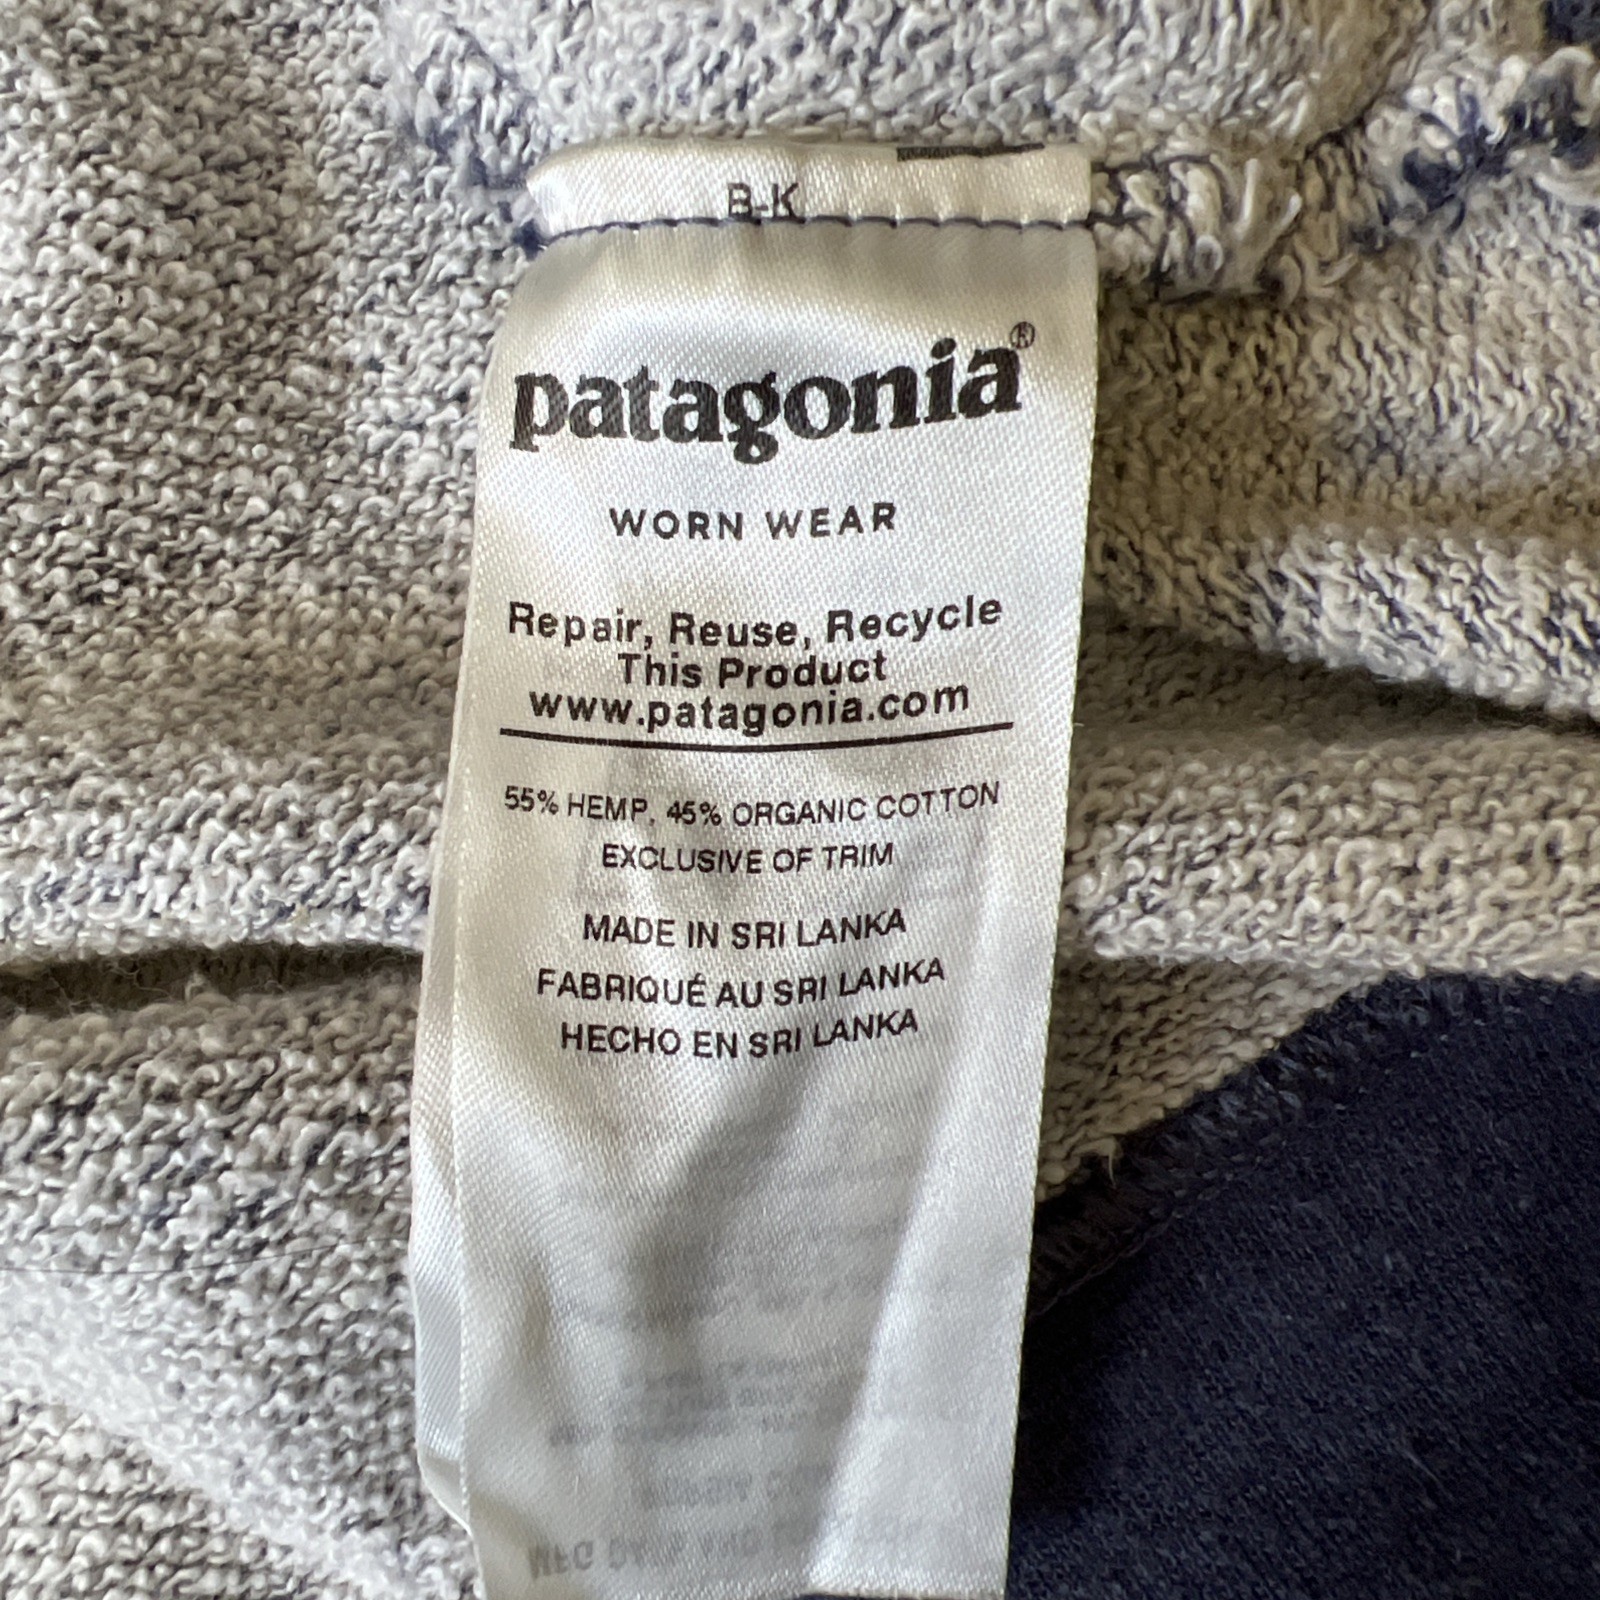 B-K
patagonia®
WORN WEAR
Repair, Reuse, Recycle
This Product
www.patagonia.com
55% HEMP, 45% ORGANIC COTTON
EXCLUSIVE OF TRIM
MADE IN SRI LANKA
FABRIQUÉ AU SRI LANKA
HECHO EN SRI LANKA